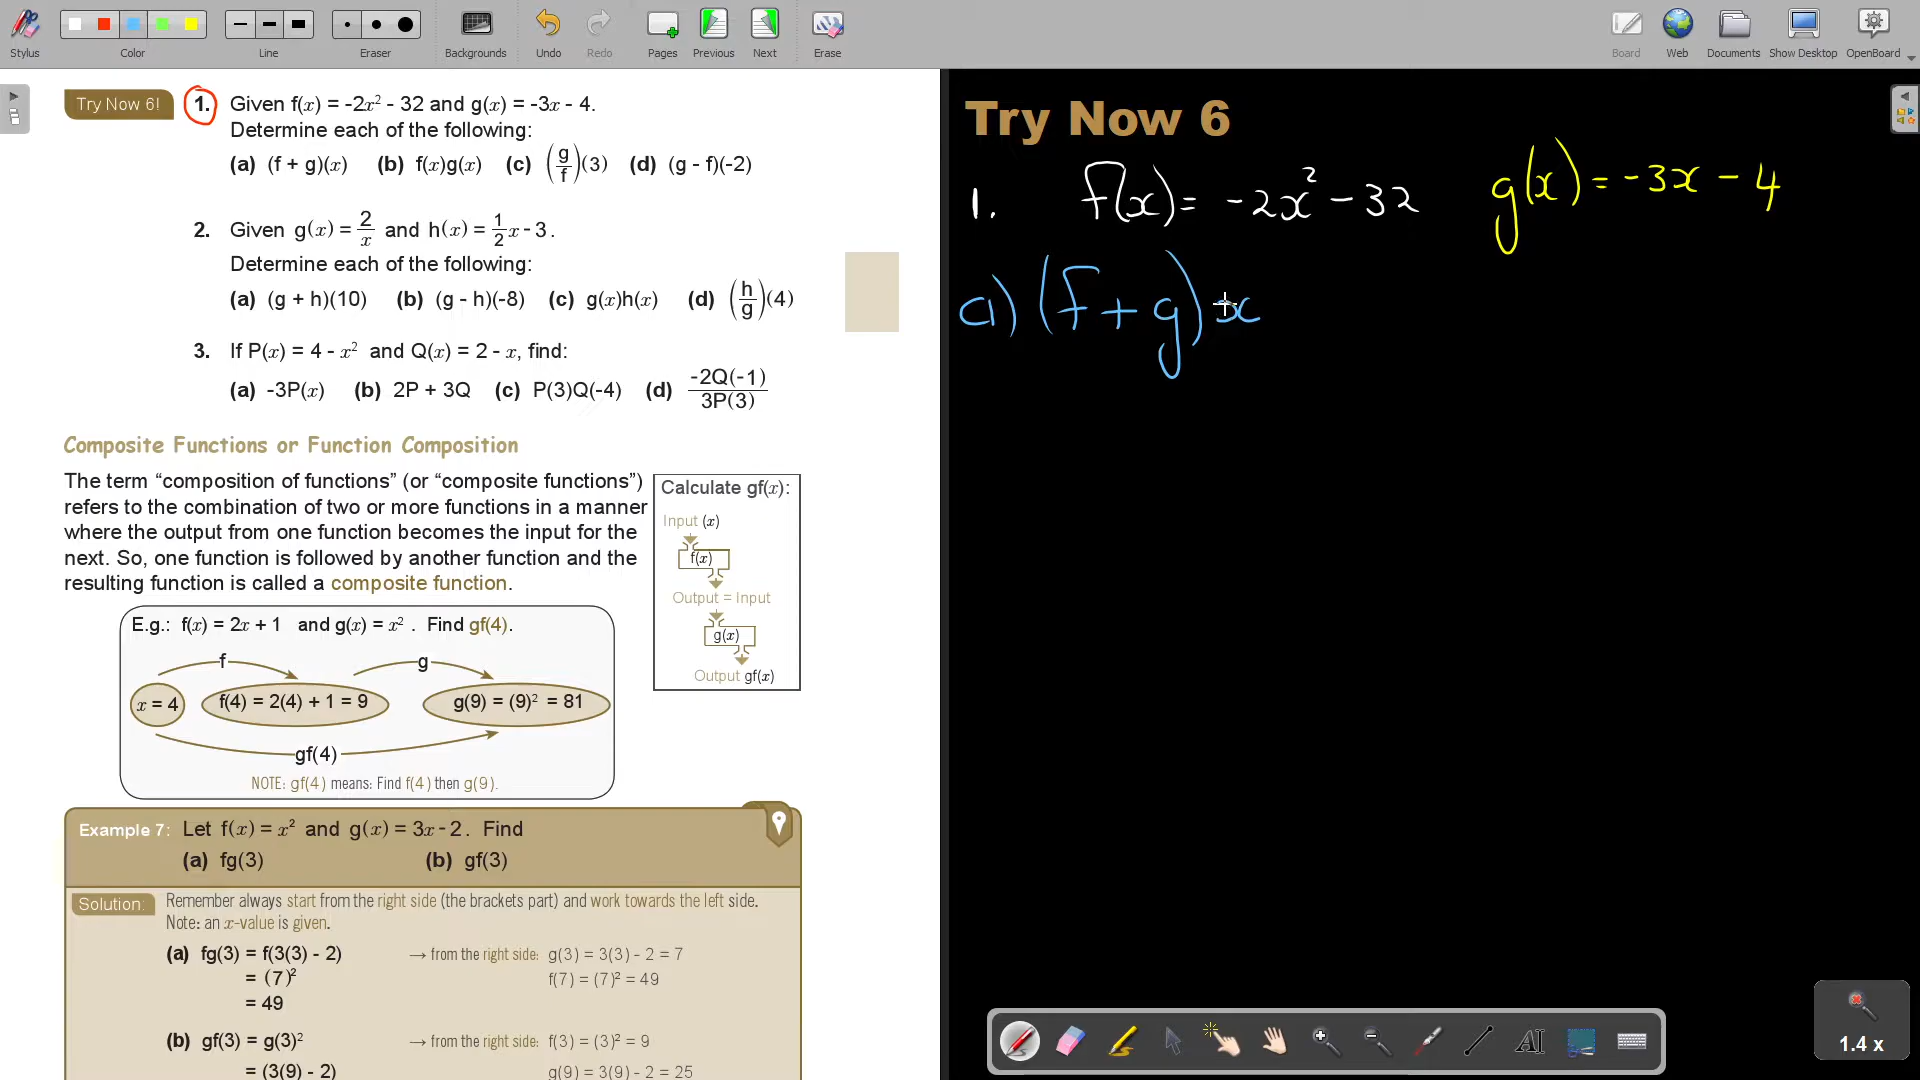 Stylus Color Line Eraser Backgrounds Undo Redo Pages Previous Next Erase Board Web Documents Show Desktop OpenBoard
Try Now 6! 1. Given f(x) = -2x² - 32 and g(x) = -3x - 4.
Determine each of the following:
(a) (f + g)(x) (b) f(x)g(x) (c) (g/f)(3) (d) (g - f)(-2)
2. Given g(x) = 2/x and h(x) = 1/2 x - 3.
Determine each of the following:
(a) (g + h)(10) (b) (g - h)(-8) (c) g(x)h(x) (d) (h/g)(4)
3. If P(x) = 4 - x² and Q(x) = 2 - x, find:
(a) -3P(x) (b) 2P + 3Q (c) P(3)Q(-4) (d) -2Q(-1)/3P(3)
Composite Functions or Function Composition
The term “composition of functions” (or “composite functions”)
refers to the combination of two or more functions in a manner
where the output from one function becomes the input for the
next. So, one function is followed by another function and the
resulting function is called a composite function.
Calculate gf(x):
Input (x)
f(x)
Output = Input
g(x)
Output gf(x)
E.g.: f(x) = 2x + 1 and g(x) = x² . Find gf(4).
f g
x = 4 f(4) = 2(4) + 1 = 9 g(9) = (9)² = 81
gf(4)
NOTE: gf(4) means: Find f(4) then g(9).
Example 7: Let f(x) = x² and g(x) = 3x - 2. Find
(a) fg(3) (b) gf(3)
Solution: Remember always start from the right side (the brackets part) and work towards the left side.
Note: an x-value is given.
(a) fg(3) = f(3(3) - 2) → from the right side: g(3) = 3(3) - 2 = 7
= (7)² f(7) = (7)² = 49
= 49
(b) gf(3) = g(3)² → from the right side: f(3) = (3)² = 9
= (3(9) - 2) g(9) = 3(9) - 2 = 25
Try Now 6
1. f(x) = -2x² - 32 g(x) = -3x - 4
a) (f + g) x
1.4 x